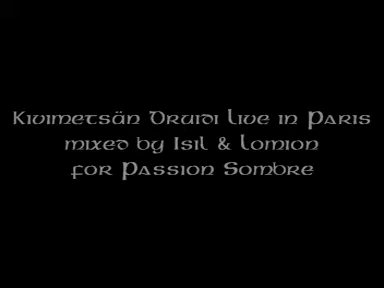 Kivimetsän Druidi Live in Paris
mixed by Isil & Lomion
for Passion Sombre